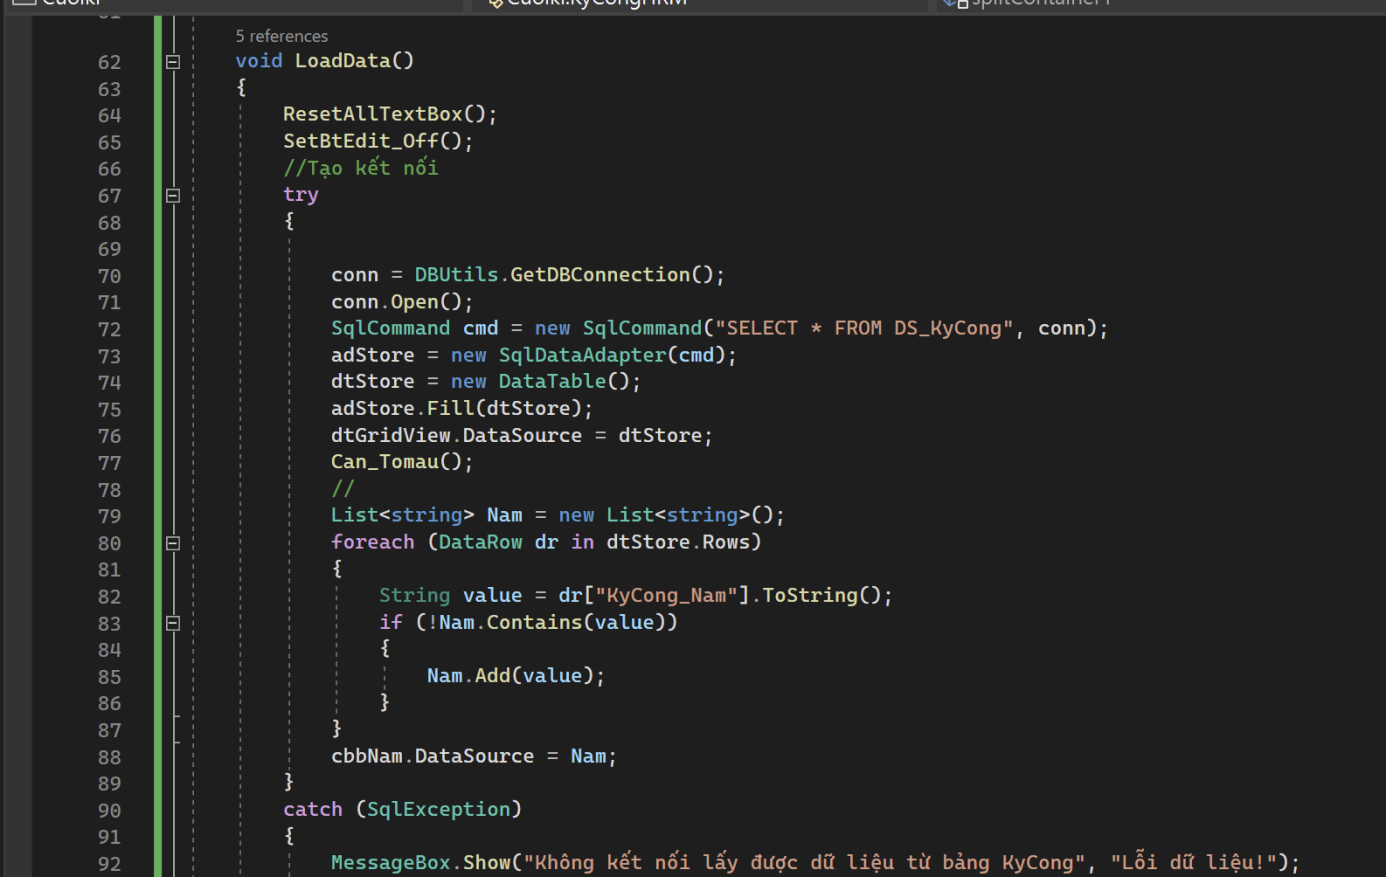 5 references
62 void LoadData()
63 {
64 ResetAllTextBox();
65 SetBtEdit_Off();
66 //Tạo kết nối
67 try
68 {
69
70 conn = DBUtils.GetDBConnection();
71 conn.Open();
72 SqlCommand cmd = new SqlCommand("SELECT * FROM DS_KyCong", conn);
73 adStore = new SqlDataAdapter(cmd);
74 dtStore = new DataTable();
75 adStore.Fill(dtStore);
76 dtGridView.DataSource = dtStore;
77 Can_Tomau();
78 //
79 List<string> Nam = new List<string>();
80 foreach (DataRow dr in dtStore.Rows)
81 {
82 String value = dr["KyCong_Nam"].ToString();
83 if (!Nam.Contains(value))
84 {
85 Nam.Add(value);
86 }
87 }
88 cbbNam.DataSource = Nam;
89 }
90 catch (SqlException)
91 {
92 MessageBox.Show("Không kết nối lấy được dữ liệu từ bảng KyCong", "Lỗi dữ liệu!");